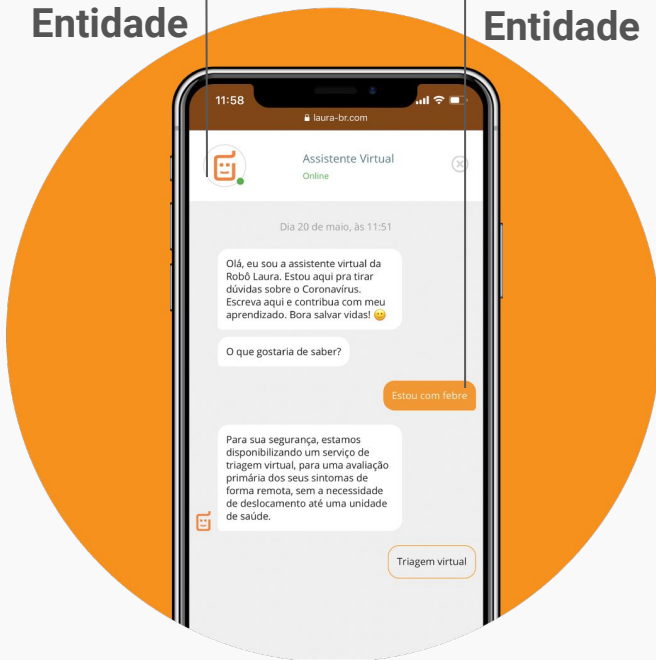 Entidade
Entidade
11:58
laura-br.com
Assistente Virtual
Online
Dia 20 de maio, às 11:51
Olá, eu sou a assistente virtual da
Robô Laura. Estou aqui pra tirar
dúvidas sobre o Coronavírus.
Escreva aqui e contribua com meu
aprendizado. Bora salvar vidas! 🙂
O que gostaria de saber?
Estou com febre
Para sua segurança, estamos
disponibilizando um serviço de
triagem virtual, para uma avaliação
primária dos seus sintomas de
forma remota, sem a necessidade
de deslocamento até uma unidade
de saúde.
Triagem virtual